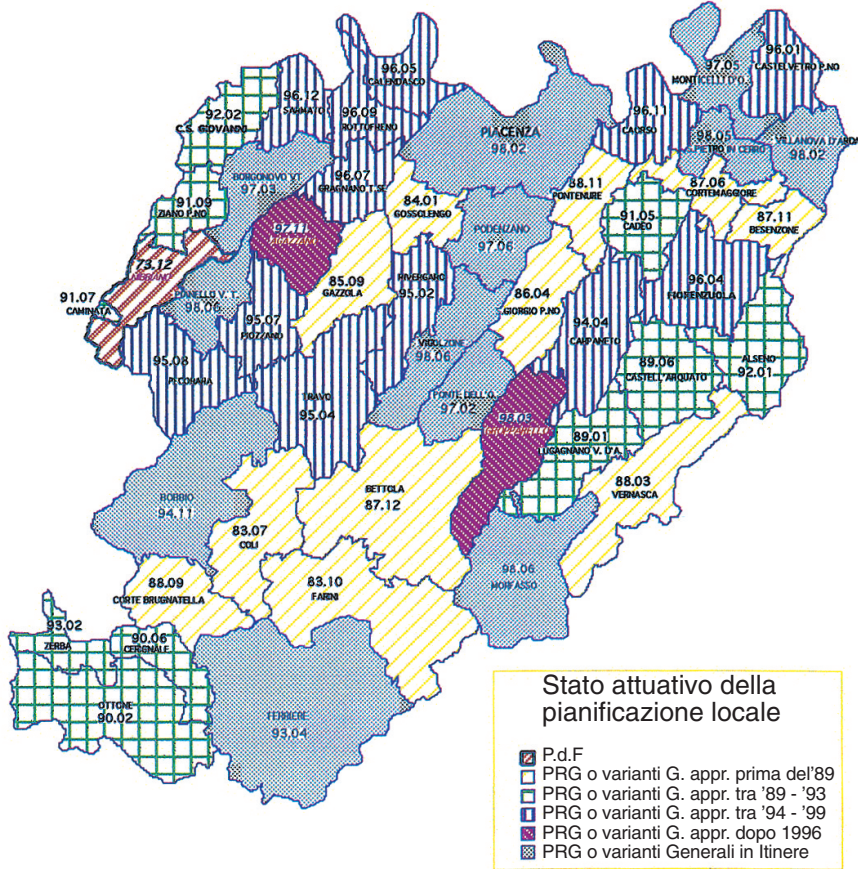 96.05
CALENDASCO
96.01
CASTELVETRO P.NO
97.05
MONTICELLI D'O...
96.12
SARMATO
92.02
C.S. GIOVANNI
96.09
ROTTOFRENO
96.11
CAORSO
PIACENZA
98.02
98.05
S.PIETRO IN CERRO
VILLANOVA D'ARDA
98.02
BORGONOVO VT
97.03
96.07
GRAGNANO T.SE
88.11
PONTENURE
87.06
CORTEMAGGIORE
91.09
ZIANO P.NO
84.01
GOSSOLENGO
91.05
CADEO
87.11
BESENZONE
97.11
AGAZZANO
PODENZANO
97.06
73.12
NIBBIANO
85.09
GAZZOLA
RIVERGARO
95.02
96.04
FIORENZUOLA
91.07
CAMINATA
PIANELLO V. T.
98.06
86.04
GIORGIO P.NO
95.07
PIOZZANO
94.04
CARPANETO
VIGOLZONE
98.06
89.06
CASTELL'ARQUATO
ALSENO
92.01
95.08
PECORARA
TRAVO
95.04
PONTE DELL'O...
97.02
98.03
GROPPARELLO
89.01
LUGAGNANO V. D'A.
88.03
VERNASCA
BETTOLA
87.12
BOBBIO
94.11
83.07
COLI
98.06
MORFASSO
88.09
CORTE BRUGNATELLA
83.10
FARINI
93.02
ZERBA
90.06
CERIGNALE
OTTONE
90.02
FERRIERE
93.04
Stato attuativo della
pianificazione locale
P.d.F
PRG o varianti G. appr. prima del'89
PRG o varianti G. appr. tra '89 - '93
PRG o varianti G. appr. tra '94 - '99
PRG o varianti G. appr. dopo 1996
PRG o varianti Generali in Itinere